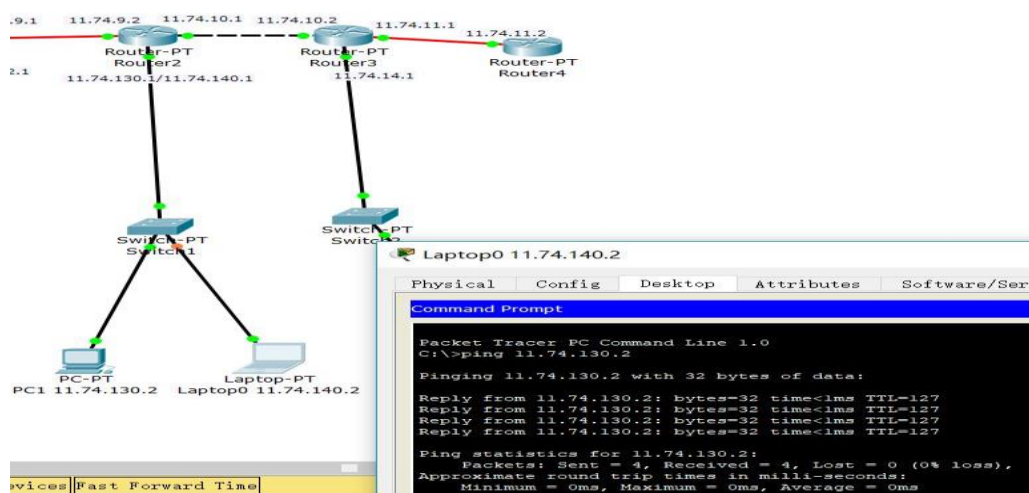 .9.1 11.74.9.2 11.74.10.1 11.74.10.2 11.74.11.1
11.74.11.2
Router-PT
Router2
Router-PT
Router3
Router-PT
Router4
2.1
11.74.130.1/11.74.140.1
11.74.14.1
Switch-PT
Switch1
Switch-PT
PC-PT
PC1 11.74.130.2
Laptop-PT
Laptop0 11.74.140.2
Laptop0 11.74.140.2
Physical Config Desktop Attributes Software/Ser
Command Prompt
Packet Tracer PC Command Line 1.0
C:\>ping 11.74.130.2
Pinging 11.74.130.2 with 32 bytes of data:
Reply from 11.74.130.2: bytes=32 time<1ms TTL=127
Reply from 11.74.130.2: bytes=32 time<1ms TTL=127
Reply from 11.74.130.2: bytes=32 time<1ms TTL=127
Reply from 11.74.130.2: bytes=32 time<1ms TTL=127
Ping statistics for 11.74.130.2:
Packets: Sent = 4, Received = 4, Lost = 0 (0% loss),
Approximate round trip times in milli-seconds:
Minimum = 0ms, Maximum = 0ms, Average = 0ms
evices Fast Forward Time